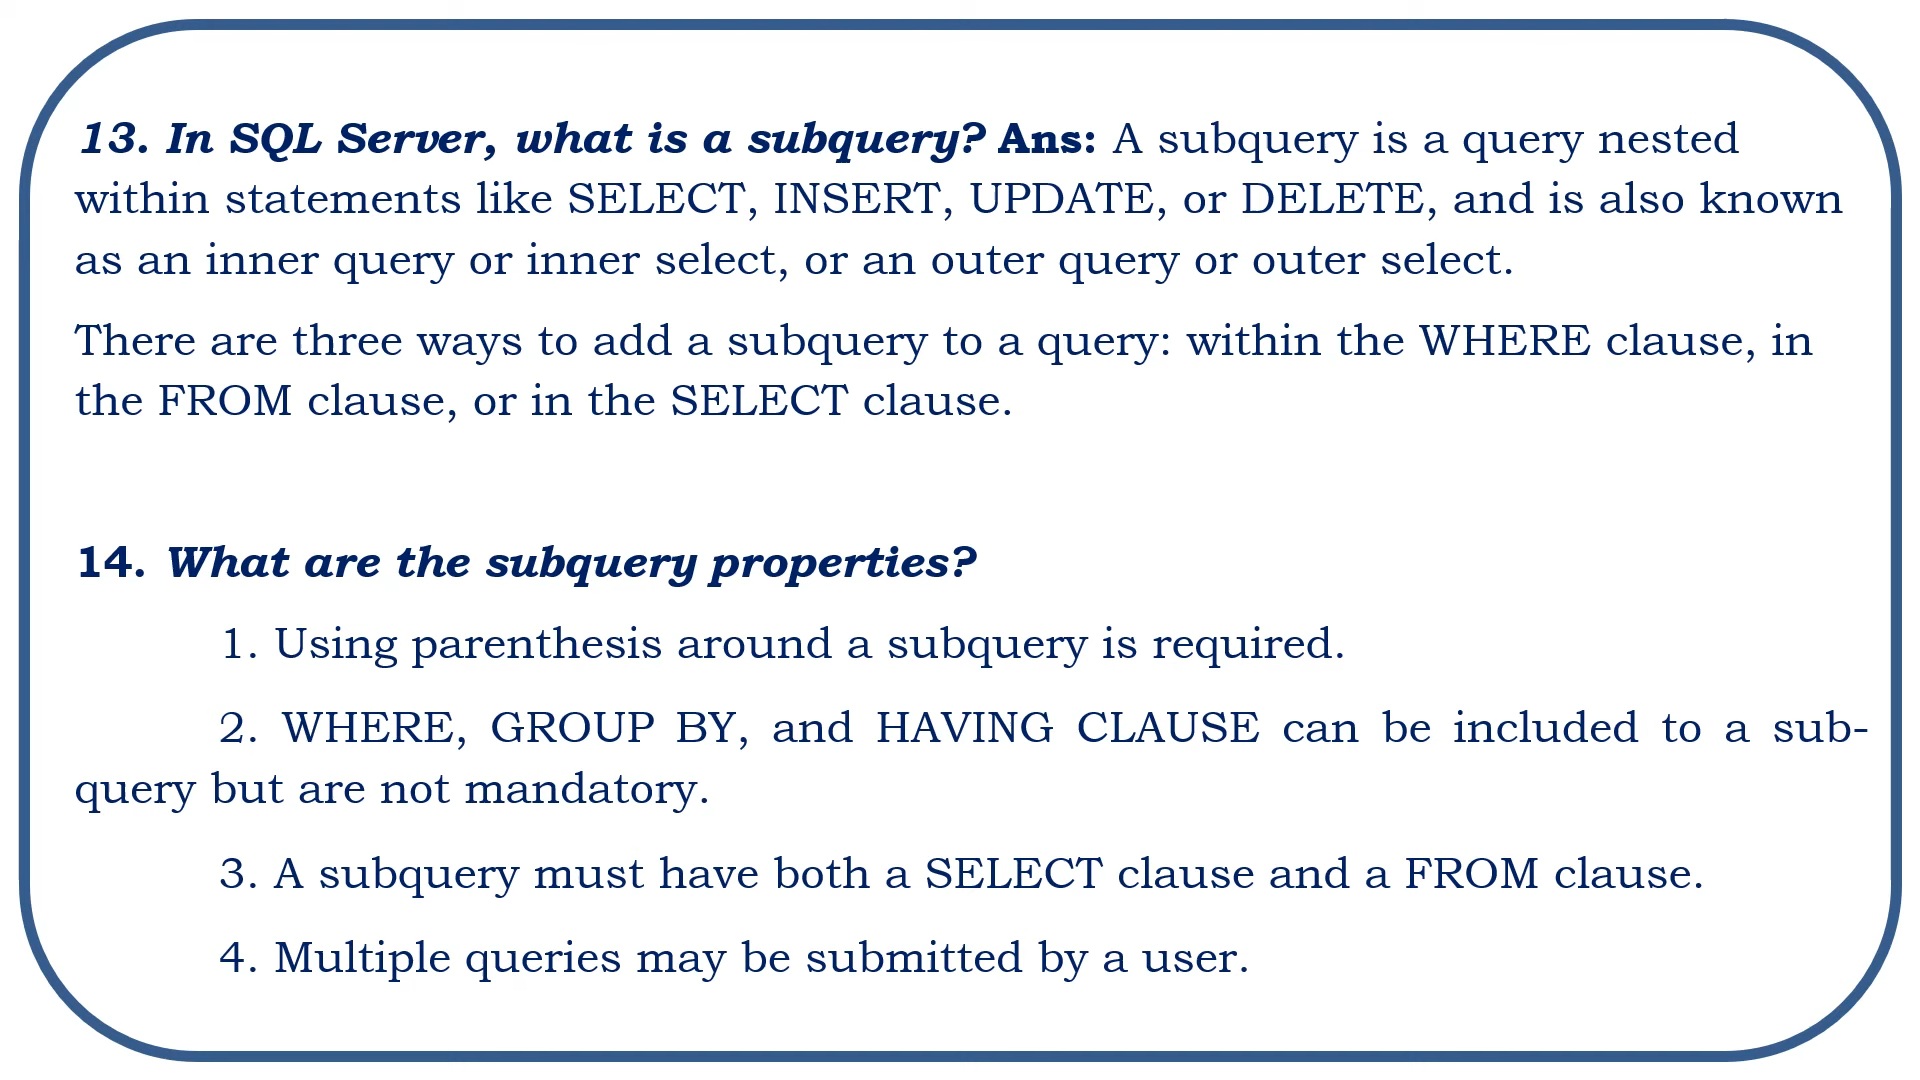 13. In SQL Server, what is a subquery? Ans: A subquery is a query nested
within statements like SELECT, INSERT, UPDATE, or DELETE, and is also known
as an inner query or inner select, or an outer query or outer select.
There are three ways to add a subquery to a query: within the WHERE clause, in
the FROM clause, or in the SELECT clause.
14. What are the subquery properties?
1. Using parenthesis around a subquery is required.
2. WHERE, GROUP BY, and HAVING CLAUSE can be included to a sub-
query but are not mandatory.
3. A subquery must have both a SELECT clause and a FROM clause.
4. Multiple queries may be submitted by a user.